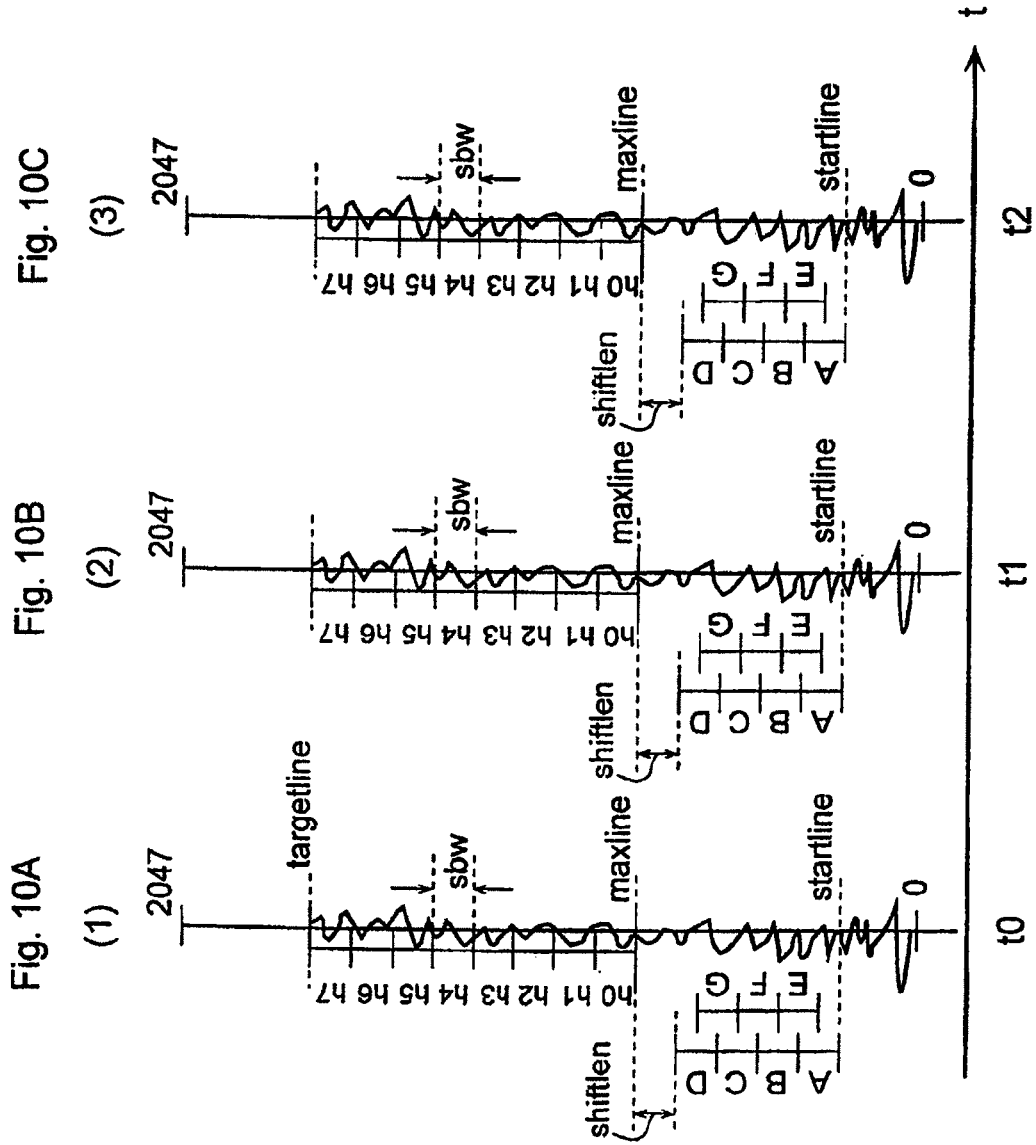 Fig. 10A
(1)
2047
targetline
h7
h6
h5
h4
h3
h2
h1
h0
sbw
maxline
shiftlen
D
C
B
A
G
F
E
startline
0
t0
Fig. 10B
(2)
2047
h7
h6
h5
h4
h3
h2
h1
h0
sbw
maxline
shiftlen
D
C
B
A
G
F
E
startline
0
t1
Fig. 10C
(3)
2047
h7
h6
h5
h4
h3
h2
h1
h0
sbw
maxline
shiftlen
D
C
B
A
G
F
E
startline
0
t2
t